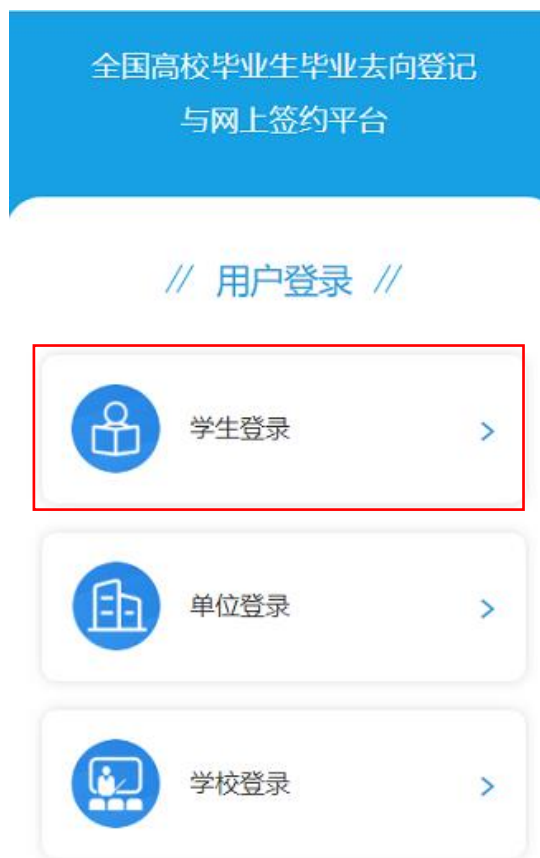 全国高校毕业生毕业去向登记
与网上签约平台
// 用户登录 //
学生登录
单位登录
学校登录